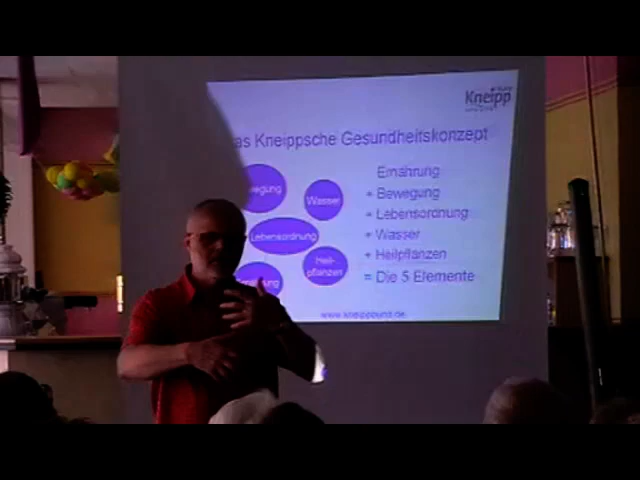 Kneipp
as Kneippsche Gesundheitskonzept
egung
Wasser
Lebensordnung
Heil-
pflanzen
Ernährung
+ Bewegung
+ Lebensordnung
+ Wasser
+ Heilpflanzen
= Die 5 Elemente
www.kneippbund.de